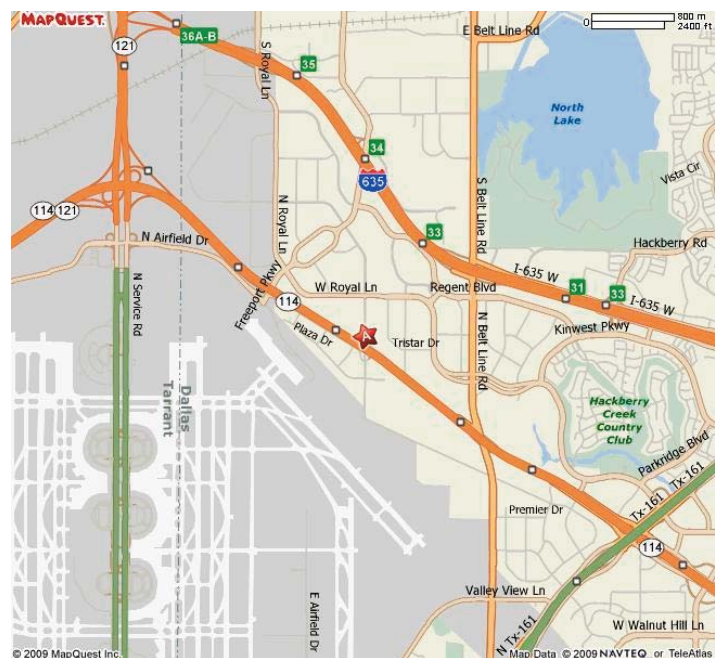 MAPQUEST.
36A-B
121
S Royal Ln
E Belt Line Rd
0
800 m
2400 ft
35
North
Lake
34
635
Vista Cir
S Belt Line Rd
114 121
N Airfield Dr
N Royal Ln
33
Hackberry Rd
N Service Rd
Freeport Pkwy
114
W Royal Ln
Regent Blvd
I-635 W
31
33
I-635 W
Plaza Dr
A
Tristar Dr
N Belt Line Rd
Kinwest Pkwy
Dallas
Tarrant
Hackberry
Creek
Country
Club
Parkridge Blvd
Tx-161
Tx-161
Premier Dr
114
E Airfield Dr
Valley View Ln
N Tx-161
W Walnut Hill Ln
© 2009 MapQuest Inc.
Map Data © 2009 NAVTEQ or TeleAtlas